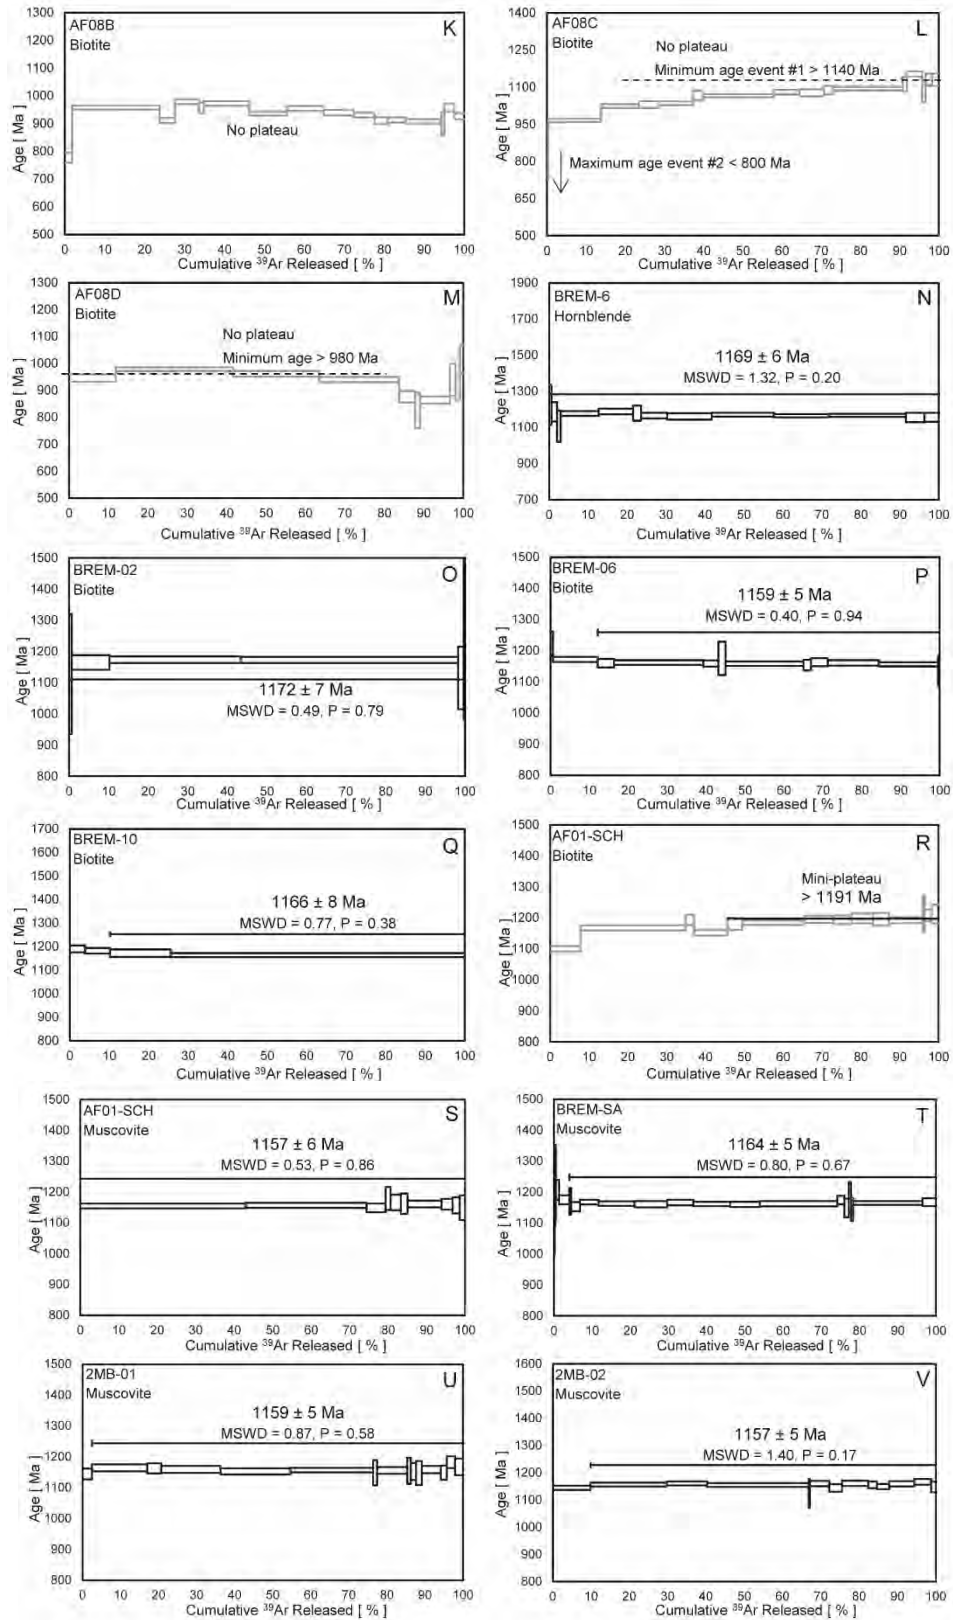 AF08B
Biotite
K
1300
1200
1100
1000
900
800
700
600
500
Age [ Ma]
No plateau
0 10 20 30 40 50 60 70 80 90 100
Cumulative ³⁹Ar Released [ % ]
AF08C
Biotite
L
1400
1250
1100
950
800
650
500
Age [ Ma]
No plateau
Minimum age event #1 > 1140 Ma
Maximum age event #2 < 800 Ma
0 10 20 30 40 50 60 70 80 90 100
Cumulative ³⁹Ar Released [ % ]
AF08D
Biotite
M
1300
1200
1100
1000
900
800
700
600
500
Age [ Ma]
No plateau
Minimum age > 980 Ma
0 10 20 30 40 50 60 70 80 90 100
Cumulative ³⁹Ar Released [ % ]
BREM-6
Hornblende
N
1900
1700
1500
1300
1100
900
700
Age [ Ma]
1169 ± 6 Ma
MSWD = 1.32, P = 0.20
0 10 20 30 40 50 60 70 80 90 100
Cumulative ³⁹Ar Released [ % ]
BREM-02
Biotite
O
1500
1400
1300
1200
1100
1000
900
800
Age [ Ma]
1172 ± 7 Ma
MSWD = 0.49, P = 0.79
0 10 20 30 40 50 60 70 80 90 100
Cumulative ³⁹Ar Released [ % ]
BREM-06
Biotite
P
1500
1400
1300
1200
1100
1000
900
800
Age [ Ma]
1159 ± 5 Ma
MSWD = 0.40, P = 0.94
0 10 20 30 40 50 60 70 80 90 100
Cumulative ³⁹Ar Released [ % ]
BREM-10
Biotite
Q
1700
1600
1500
1400
1300
1200
1100
1000
900
800
Age [ Ma]
1166 ± 8 Ma
MSWD = 0.77, P = 0.38
0 10 20 30 40 50 60 70 80 90 100
Cumulative ³⁹Ar Released [ % ]
AF01-SCH
Biotite
R
1500
1400
1300
1200
1100
1000
900
800
Age [ Ma]
Mini-plateau
> 1191 Ma
0 10 20 30 40 50 60 70 80 90 100
Cumulative ³⁹Ar Released [ % ]
AF01-SCH
Muscovite
S
1500
1400
1300
1200
1100
1000
900
800
Age [ Ma]
1157 ± 6 Ma
MSWD = 0.53, P = 0.86
0 10 20 30 40 50 60 70 80 90 100
Cumulative ³⁹Ar Released [ % ]
BREM-SA
Muscovite
T
1500
1400
1300
1200
1100
1000
900
800
Age [ Ma]
1164 ± 5 Ma
MSWD = 0.80, P = 0.67
0 10 20 30 40 50 60 70 80 90 100
Cumulative ³⁹Ar Released [ % ]
2MB-01
Muscovite
U
1500
1400
1300
1200
1100
1000
900
800
Age [ Ma]
1159 ± 5 Ma
MSWD = 0.87, P = 0.58
0 10 20 30 40 50 60 70 80 90 100
Cumulative ³⁹Ar Released [ % ]
2MB-02
Muscovite
V
1600
1500
1400
1300
1200
1100
1000
900
800
Age [ Ma]
1157 ± 5 Ma
MSWD = 1.40, P = 0.17
0 10 20 30 40 50 60 70 80 90 100
Cumulative ³⁹Ar Released [ % ]